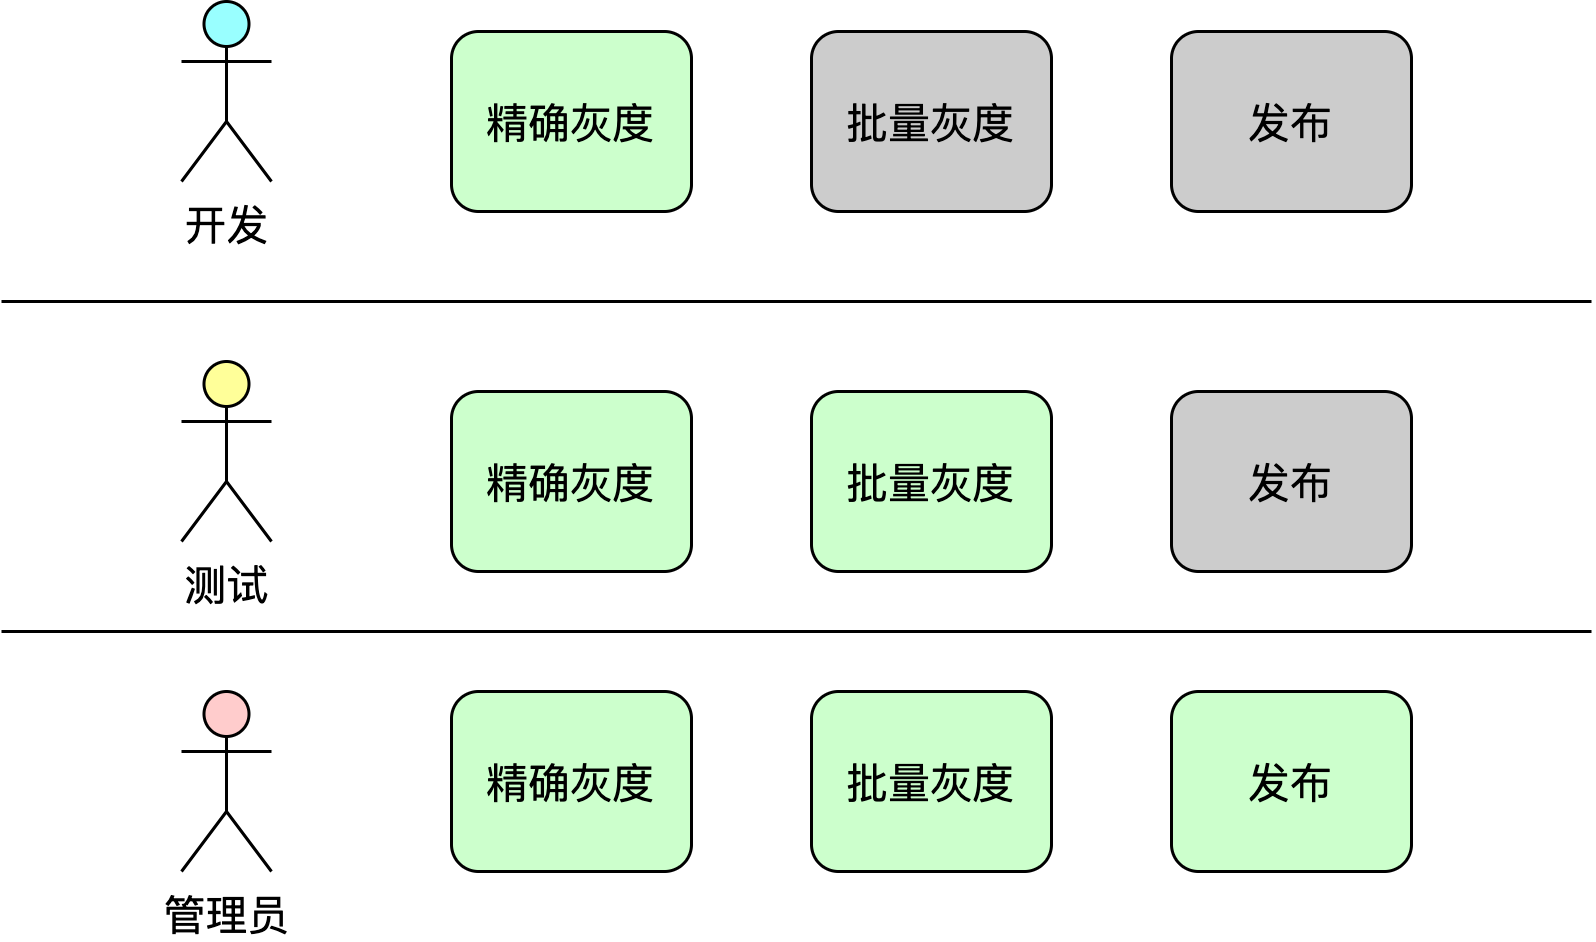 精确灰度
批量灰度
发布
开发
精确灰度
批量灰度
发布
测试
精确灰度
批量灰度
发布
管理员